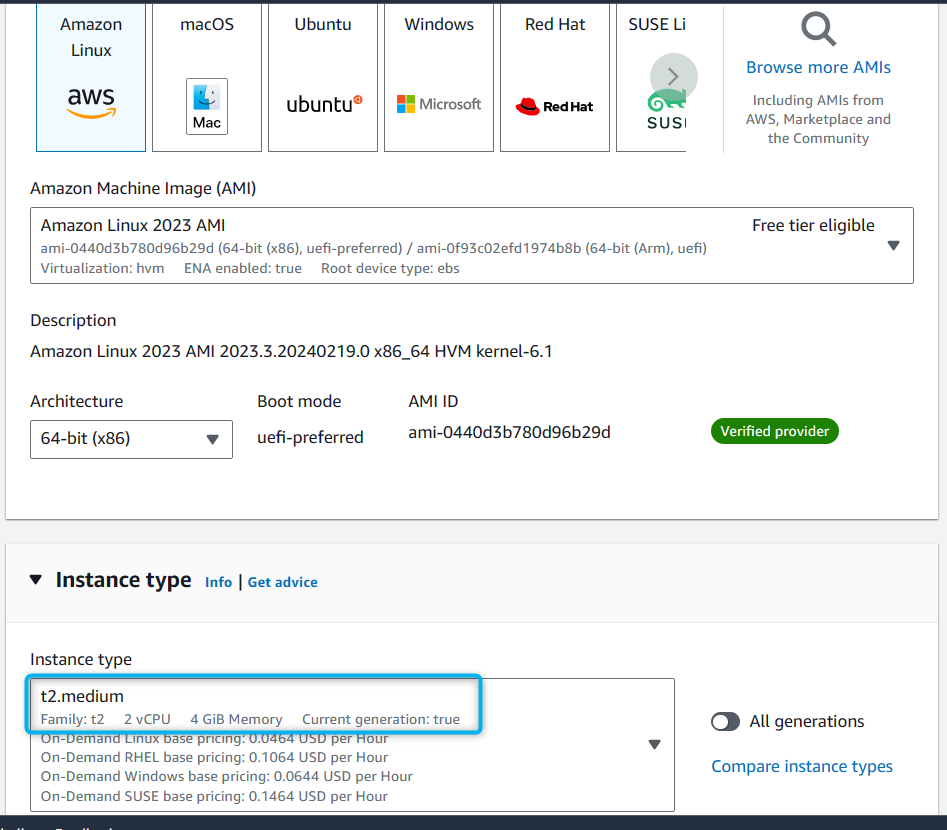 Amazon
Linux
aws
macOS
Mac
Ubuntu
ubuntu
Windows
Microsoft
Red Hat
RedHat
SUSE Li
SUS
Browse more AMIs
Including AMIs from
AWS, Marketplace and
the Community
Amazon Machine Image (AMI)
Amazon Linux 2023 AMI
Free tier eligible
ami-0440d3b780d96b29d (64-bit (x86), uefi-preferred) / ami-0f93c02efd1974b8b (64-bit (Arm), uefi)
Virtualization: hvm ENA enabled: true Root device type: ebs
Description
Amazon Linux 2023 AMI 2023.3.20240219.0 x86_64 HVM kernel-6.1
Architecture
64-bit (x86)
Boot mode
uefi-preferred
AMI ID
ami-0440d3b780d96b29d
Verified provider
Instance type Info | Get advice
Instance type
t2.medium
Family: t2 2 vCPU 4 GiB Memory Current generation: true
On-Demand Linux base pricing: 0.0464 USD per Hour
On-Demand RHEL base pricing: 0.1064 USD per Hour
On-Demand Windows base pricing: 0.0644 USD per Hour
On-Demand SUSE base pricing: 0.1464 USD per Hour
All generations
Compare instance types